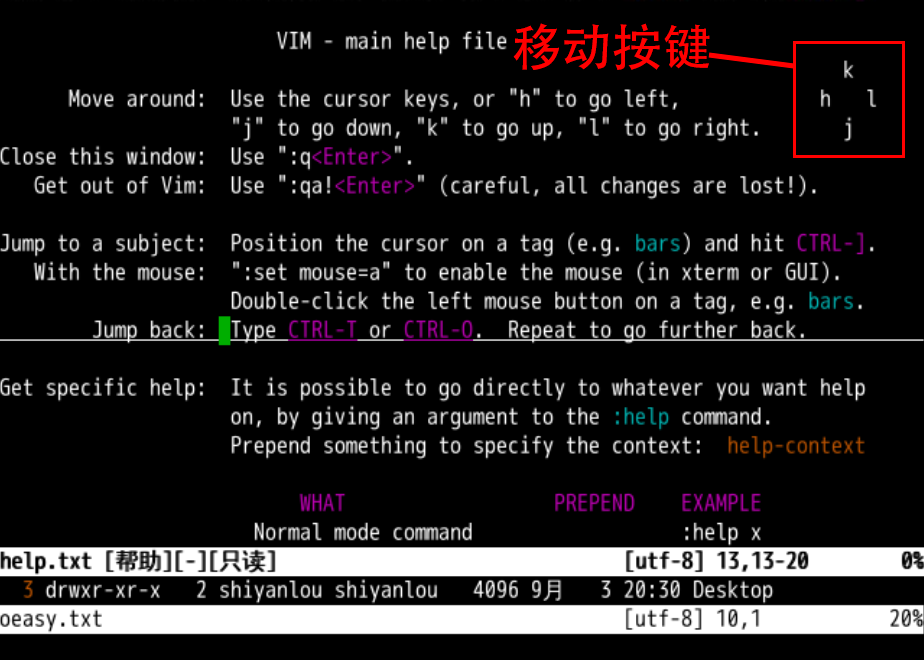 VIM - main help file
移动按键
k
Move around: Use the cursor keys, or "h" to go left,
h l
"j" to go down, "k" to go up, "l" to go right.
j
Close this window: Use ":q<Enter>".
Get out of Vim: Use ":qa!<Enter>" (careful, all changes are lost!).
Jump to a subject: Position the cursor on a tag (e.g. bars) and hit CTRL-].
With the mouse: ":set mouse=a" to enable the mouse (in xterm or GUI).
Double-click the left mouse button on a tag, e.g. bars.
Jump back: Type CTRL-T or CTRL-O. Repeat to go further back.
Get specific help: It is possible to go directly to whatever you want help
on, by giving an argument to the :help command.
Prepend something to specify the context: help-context
WHAT PREPEND EXAMPLE
Normal mode command :help x
help.txt [帮助][-][只读] [utf-8] 13,13-20 0%
3 drwxr-xr-x 2 shiyanlou shiyanlou 4096 9月 3 20:30 Desktop
oeasy.txt [utf-8] 10,1 20%